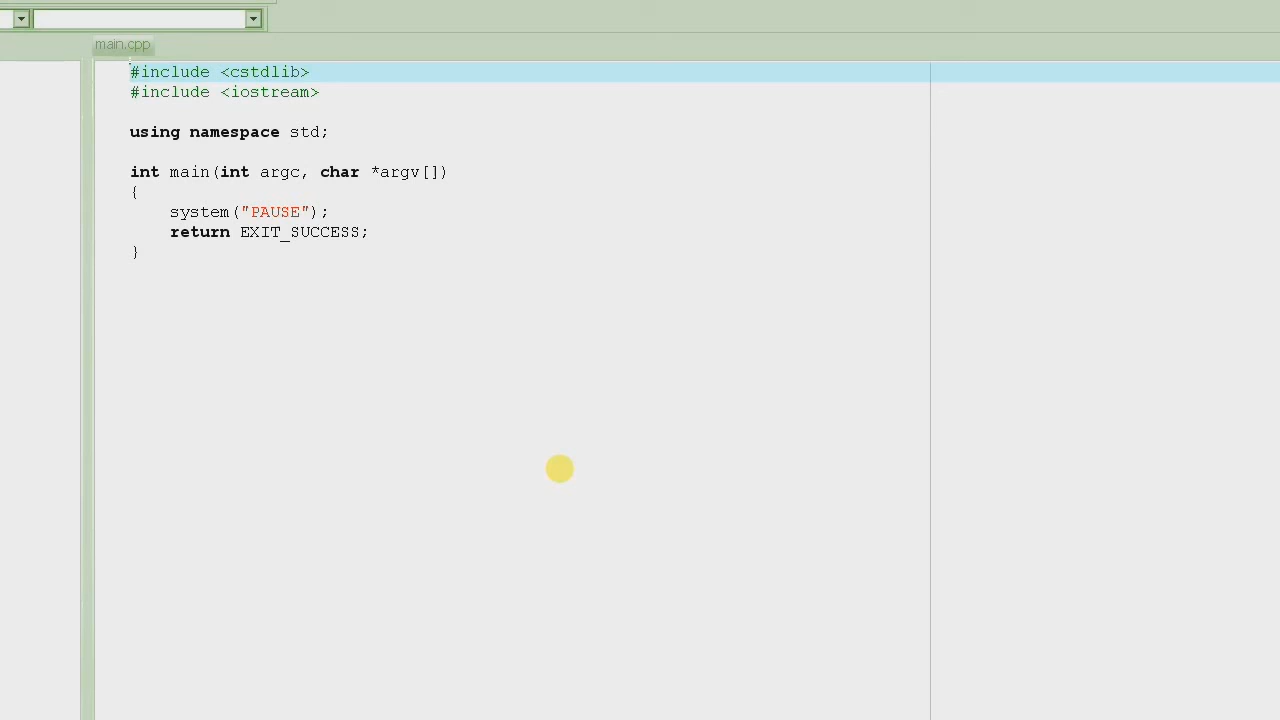 main.cpp
#include <cstdlib>
#include <iostream>
using namespace std;
int main(int argc, char *argv[])
{
system("PAUSE");
return EXIT_SUCCESS;
}